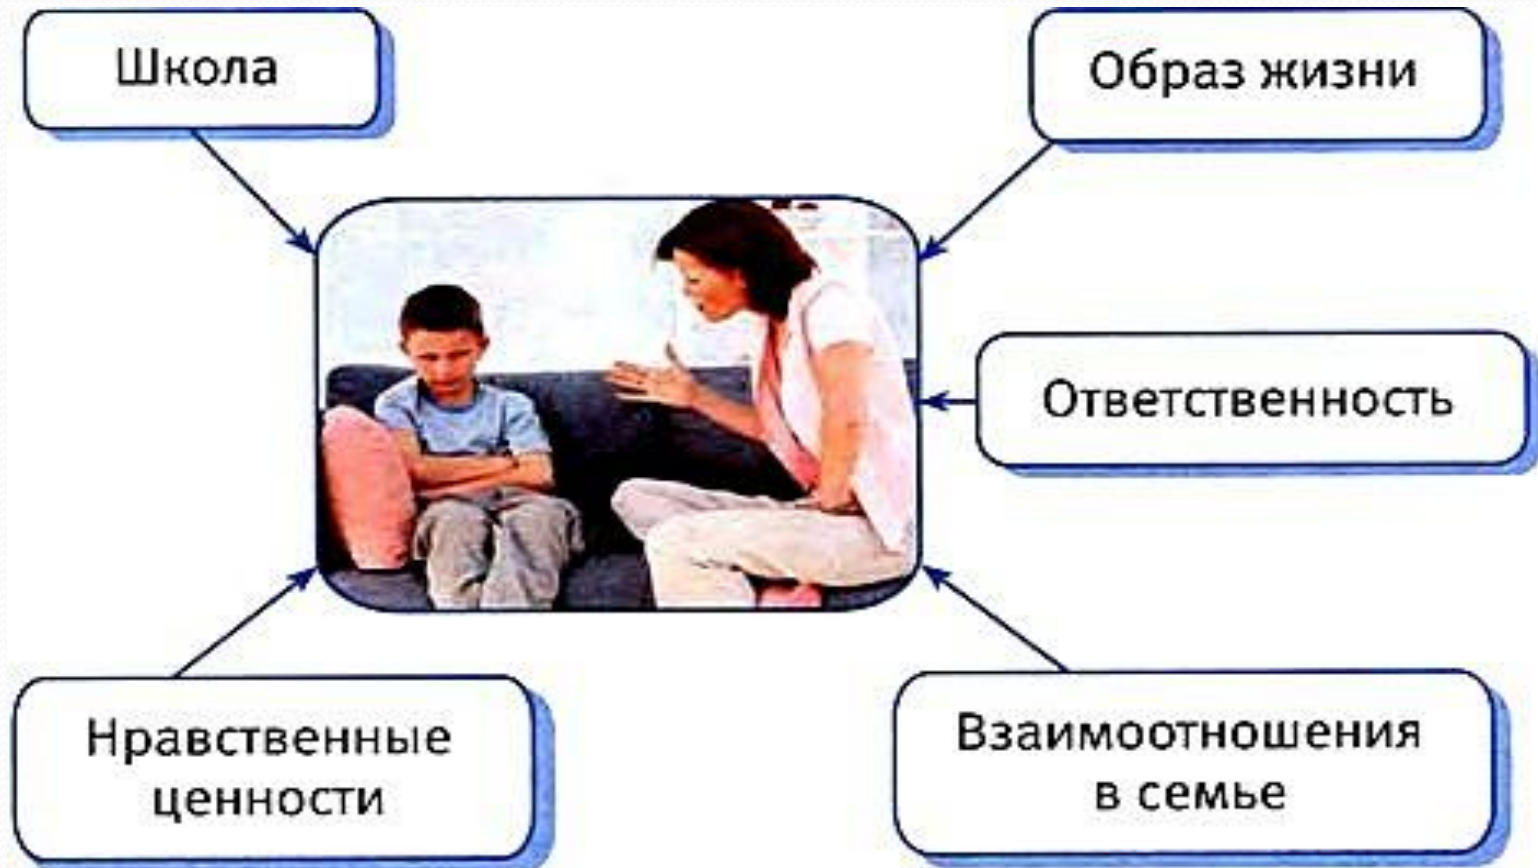 Школа
Образ жизни
Ответственность
Нравственные
ценности
Взаимоотношения
в семье